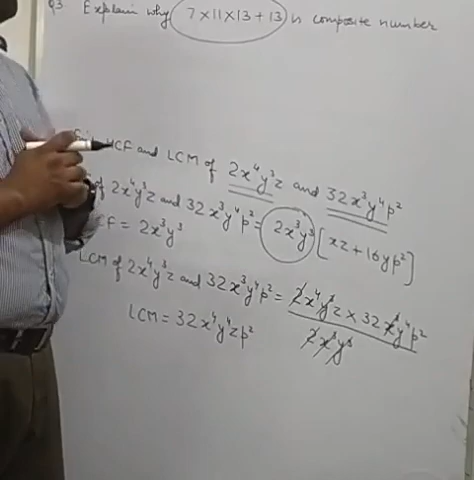 Q3 Explain why 7×11×13+13 is composite number
HCF and LCM of 2x⁴y³z and 32x³y⁴p²
of 2x⁴y³z and 32x³y⁴p² = 2x³y³[xz+16yp²]
CF = 2x³y³
LCM of 2x⁴y³z and 32x³y⁴p² = 2x⁴y³z × 32x³y⁴p²
2x³y³
LCM = 32x⁴y⁴zp²